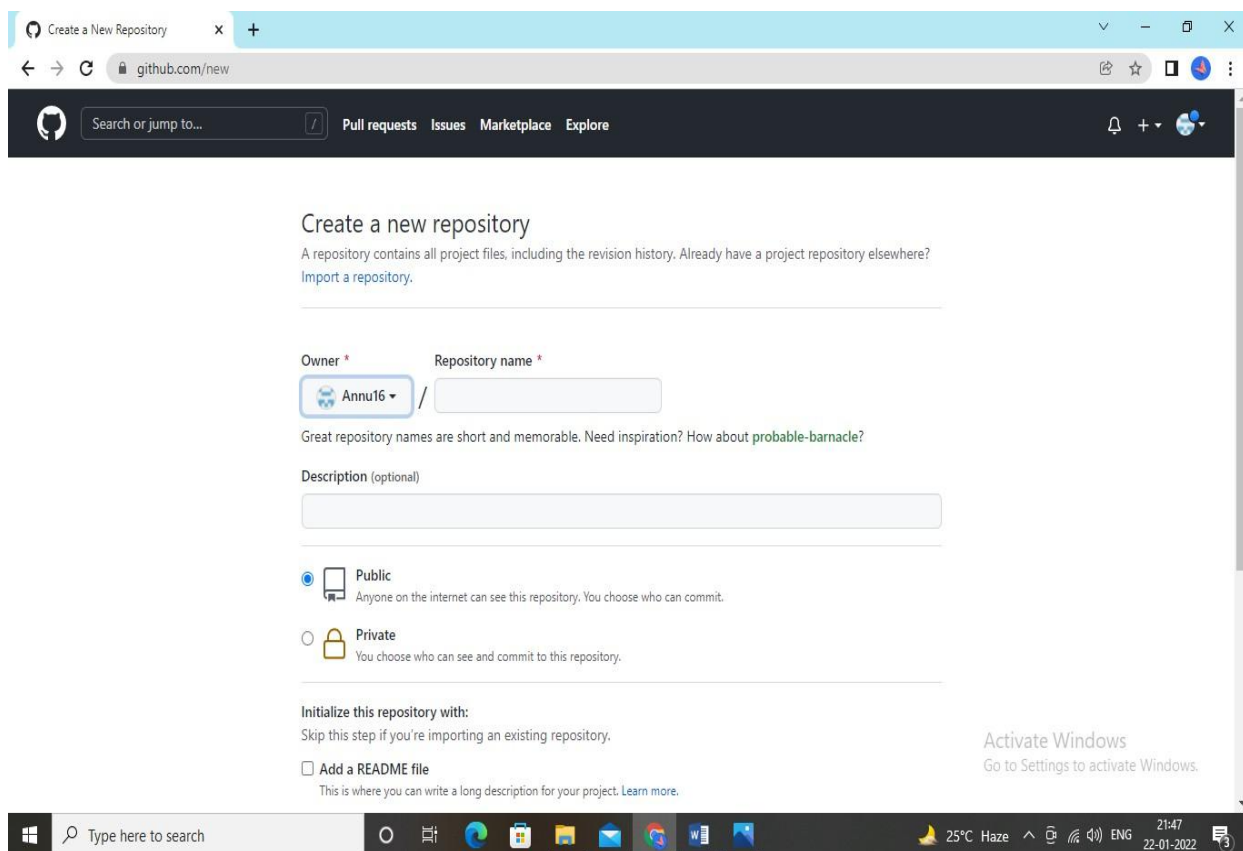 Create a New Repository
github.com/new
Search or jump to... / Pull requests Issues Marketplace Explore
Create a new repository
A repository contains all project files, including the revision history. Already have a project repository elsewhere?
Import a repository.
Owner * Repository name *
Annu16 /
Great repository names are short and memorable. Need inspiration? How about probable-barnacle?
Description (optional)
Public
Anyone on the internet can see this repository. You choose who can commit.
Private
You choose who can see and commit to this repository.
Initialize this repository with:
Skip this step if you're importing an existing repository.
Add a README file
This is where you can write a long description for your project. Learn more.
Activate Windows
Go to Settings to activate Windows.
Type here to search
25°C Haze ENG 21:47
22-01-2022 3